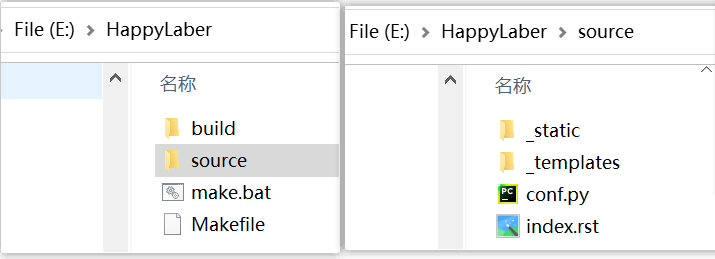 File (E:) > HappyLaber
名称
build
source
make.bat
Makefile
File (E:) > HappyLaber > source
名称
_static
_templates
conf.py
index.rst